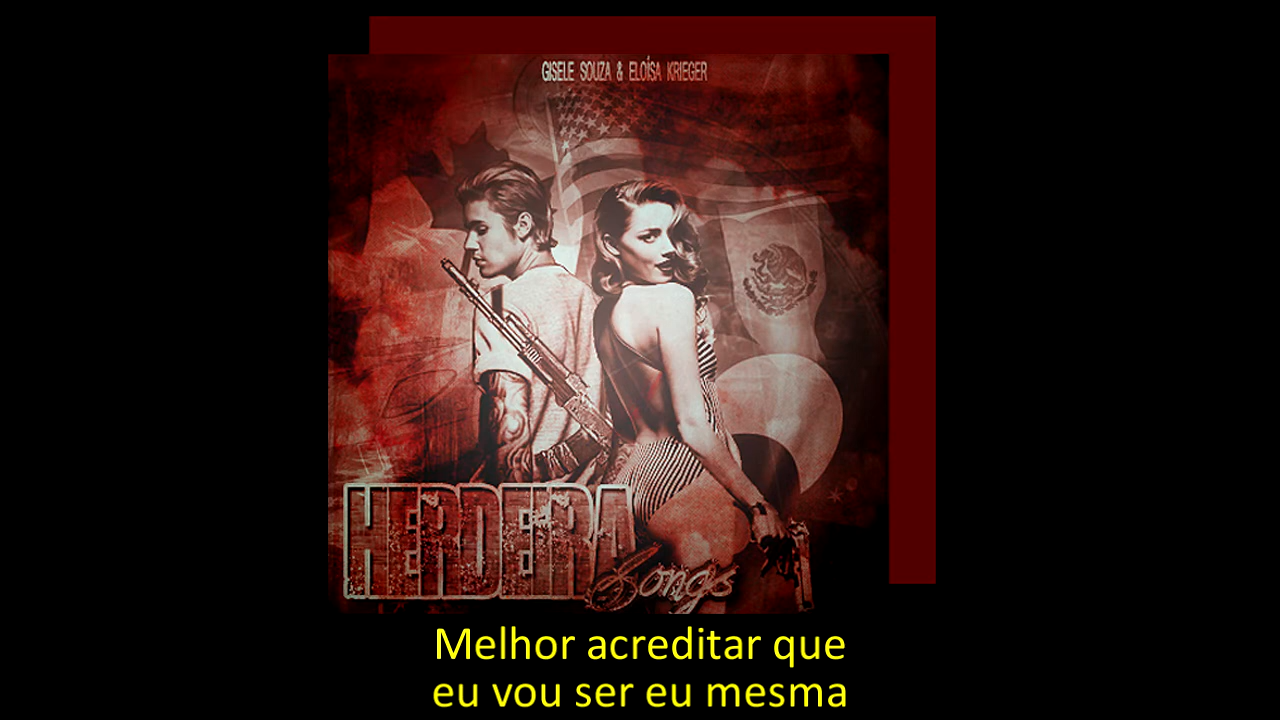 GISELE SOUZA & ELOÍSA KRIEGER
HERDEIRA
Songs
Melhor acreditar que
eu vou ser eu mesma